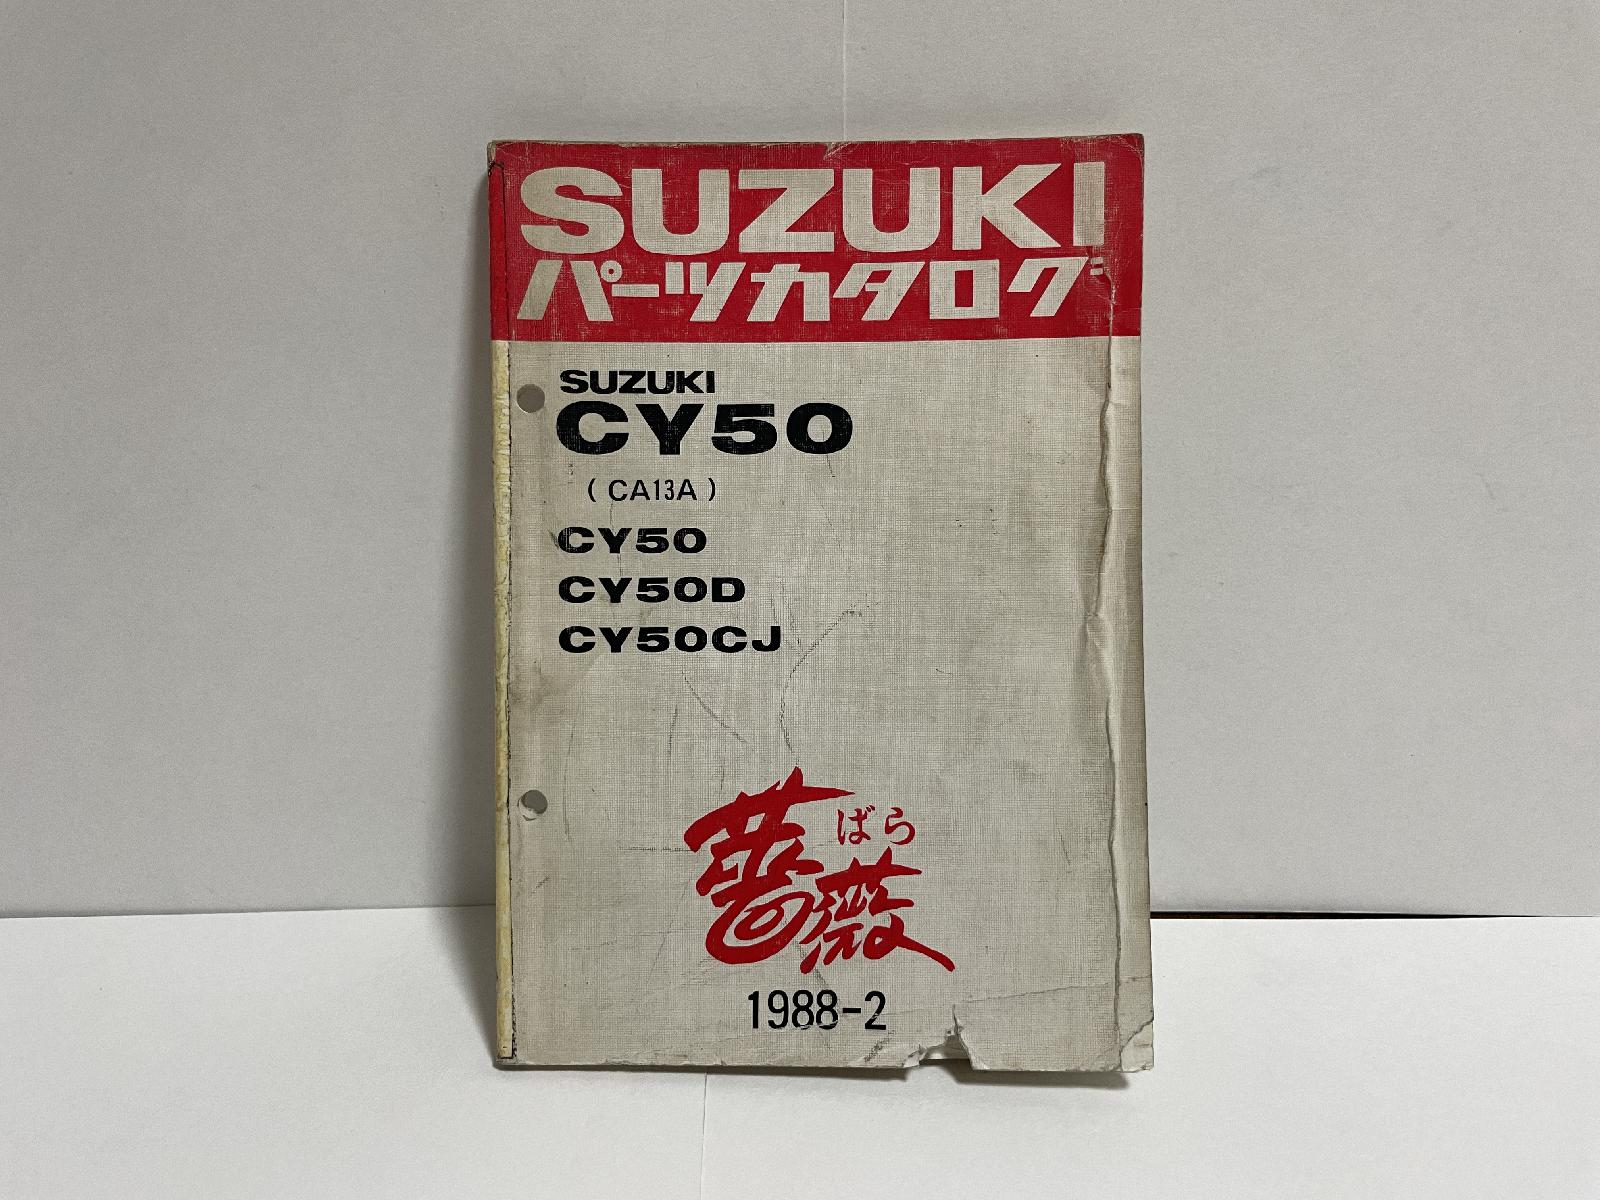 SUZUKI
パーツカタログ
SUZUKI
CY50
( CA13A )
CY50
CY50D
CY50CJ
ばら
薔薇
1988-2